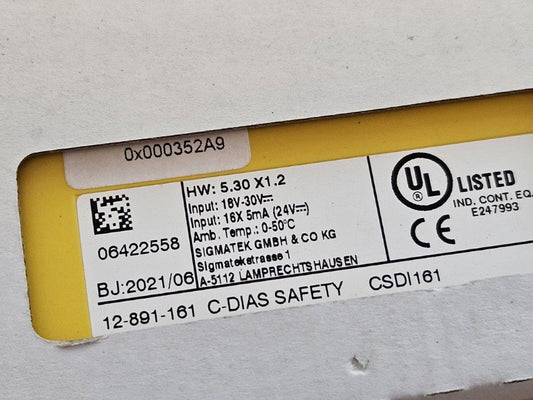 0x000352A9
HW: 5.30 X1.2
Input: 18V-30V⎓
Input: 16X 5mA (24V⎓)
Amb. Temp.: 0-50°C
SIGMATEK GMBH & CO KG
Sigmatekstrasse 1
A-5112 LAMPRECHTSHAUSEN
06422558
BJ:2021/06
UL
®
LISTED
IND. CONT. EQ.
E247993
CE
12-891-161 C-DIAS SAFETY CSDI161